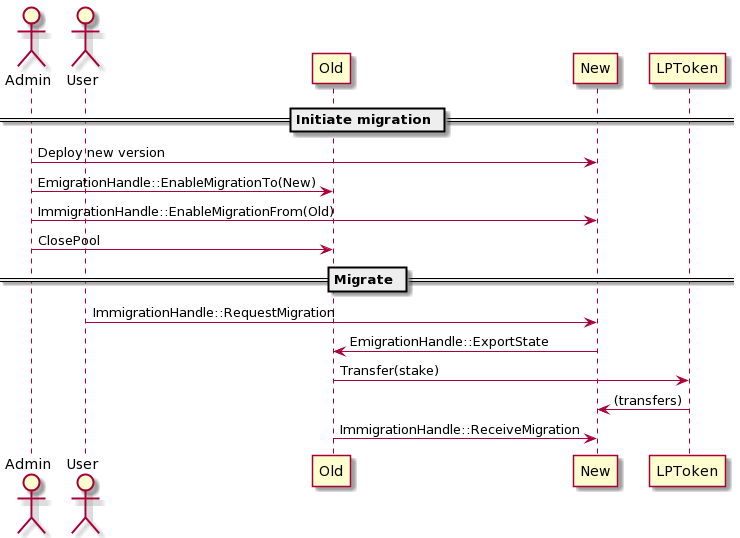 Admin
User
Old
New
LPToken
Initiate migration
Deploy new version
EmigrationHandle::EnableMigrationTo(New)
ImmigrationHandle::EnableMigrationFrom(Old)
ClosePool
Migrate
ImmigrationHandle::RequestMigration
EmigrationHandle::ExportState
Transfer(stake)
(transfers)
ImmigrationHandle::ReceiveMigration
Admin
User
Old
New
LPToken